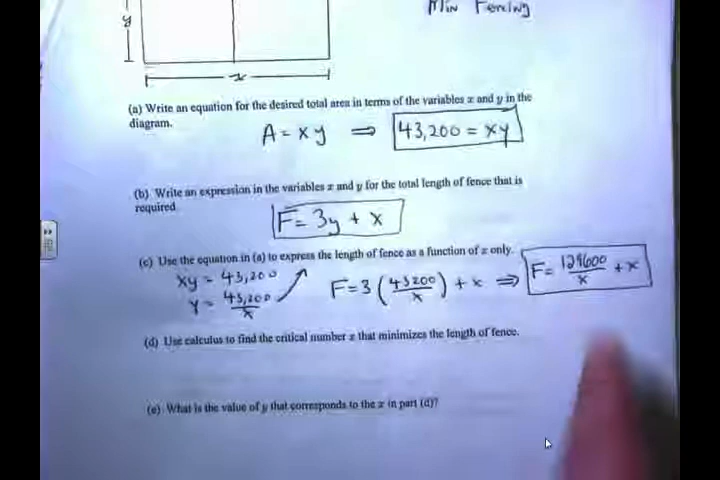 Min Fencing
y
x
(a) Write an equation for the desired total area in terms of the variables x and y in the
diagram.
A = xy ⇒ 43,200 = xy
(b) Write an expression in the variables x and y for the total length of fence that is
required
F = 3y + x
(c) Use the equation in (a) to express the length of fence as a function of x only.
xy = 43,200
y = 43,200/x
F = 3(43200/x) + x ⇒ F = 129600/x + x
(d) Use calculus to find the critical number x that minimizes the length of fence.
(e) What is the value of y that corresponds to the x in part (d)?